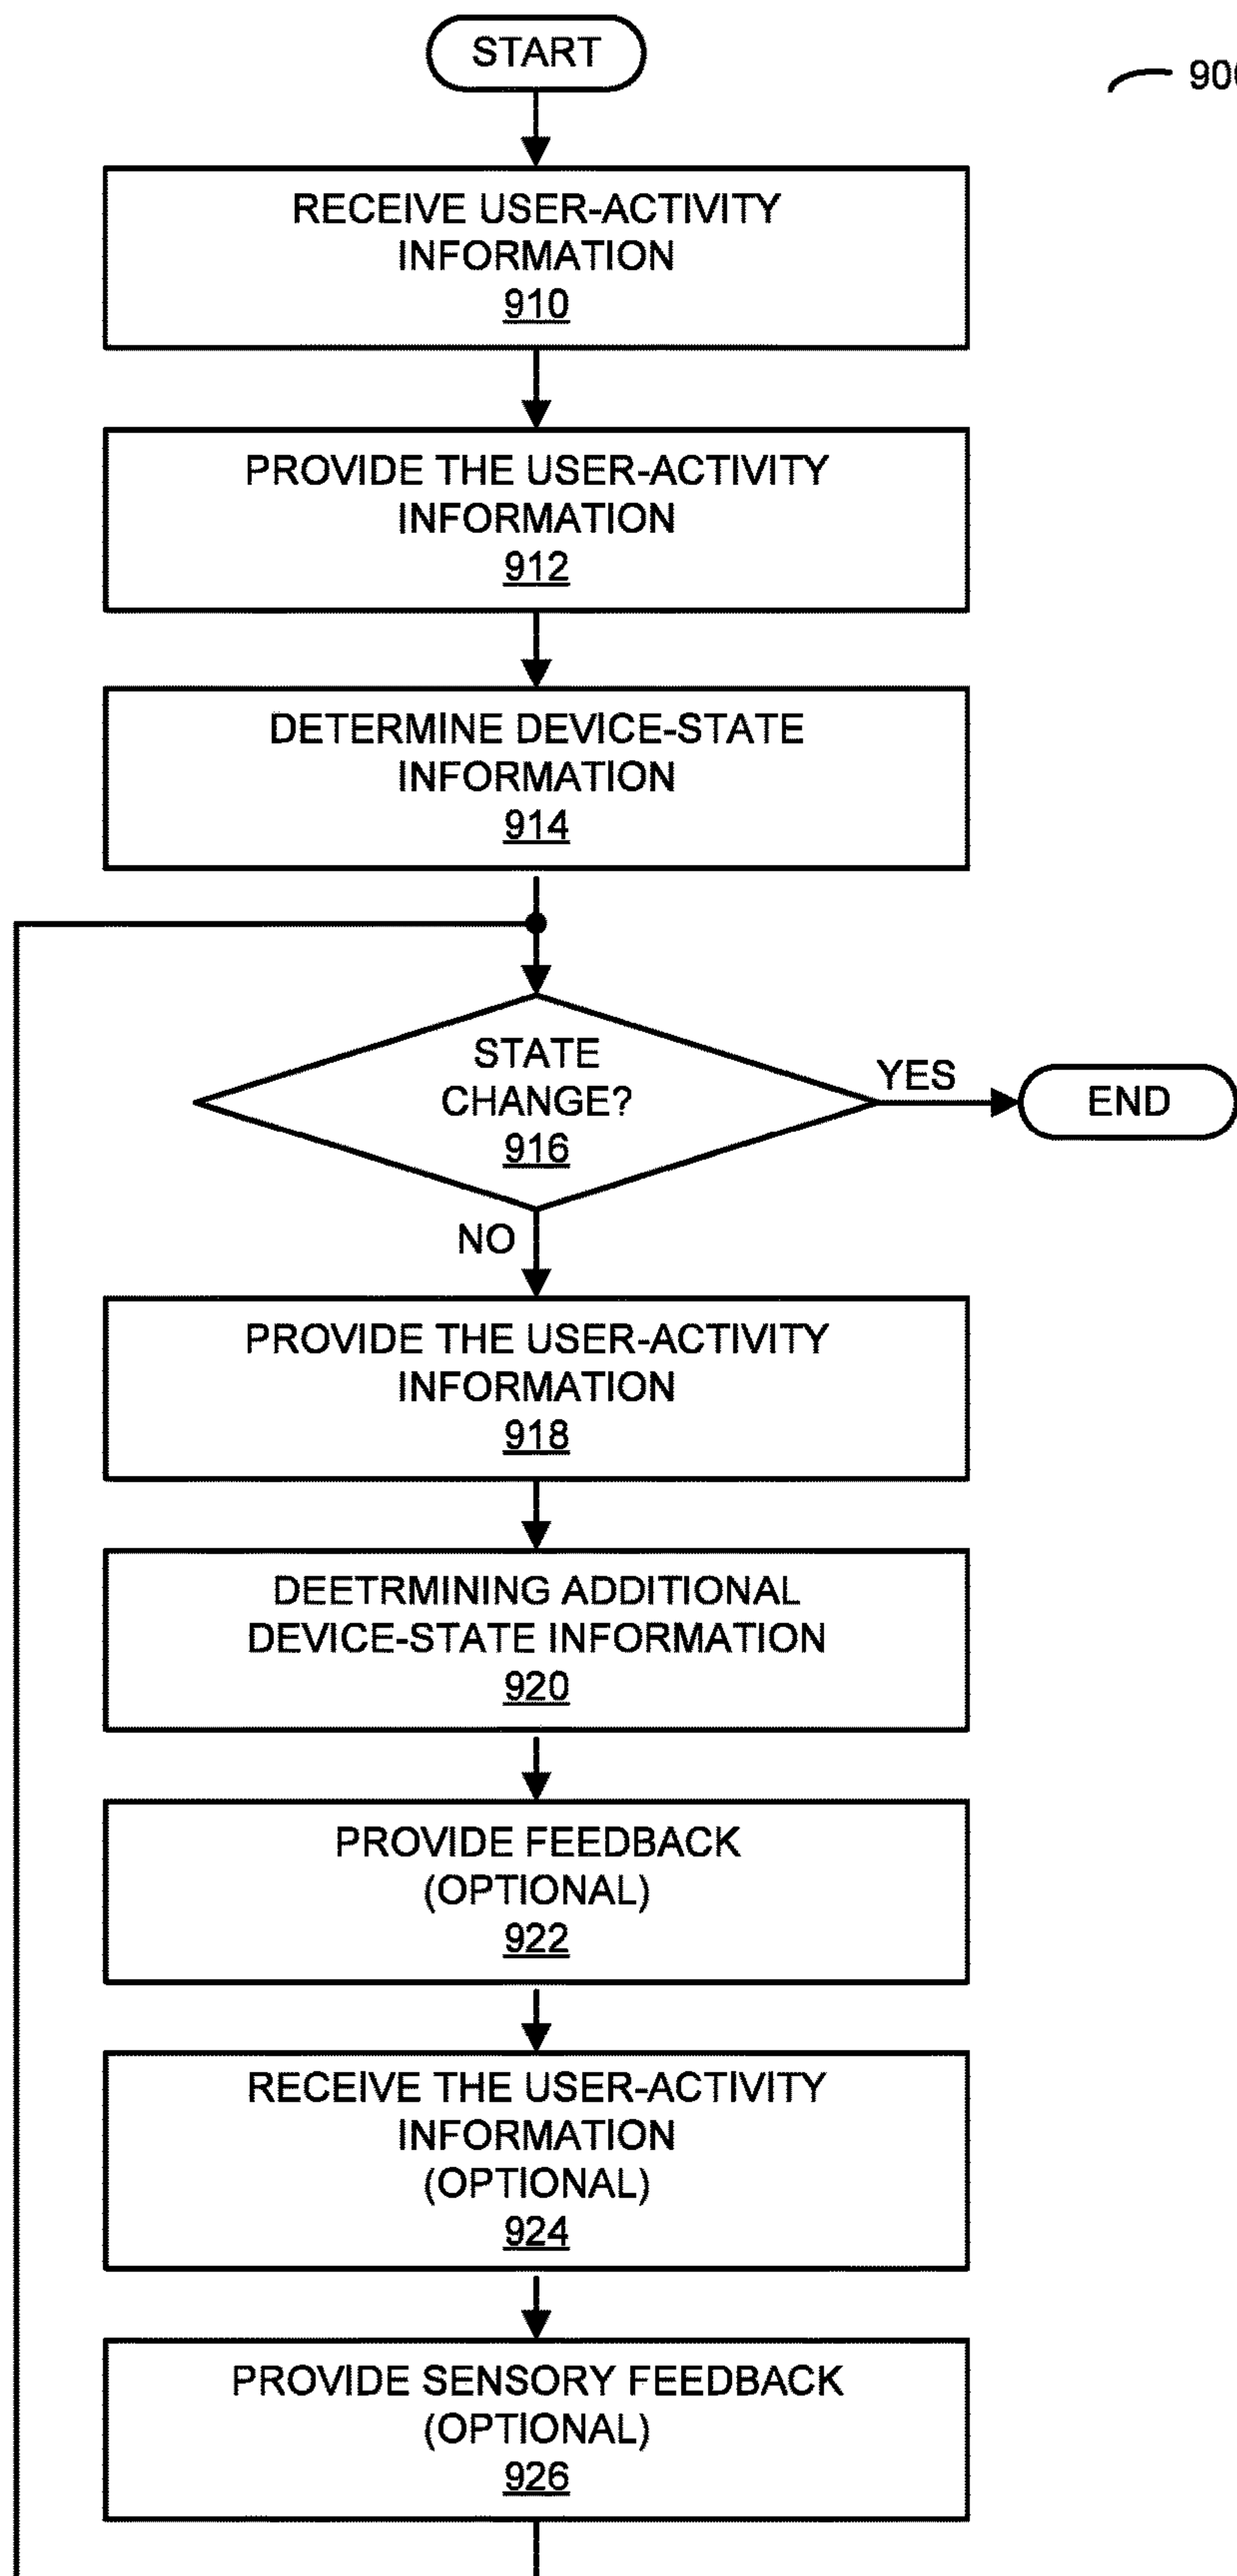 START
RECEIVE USER-ACTIVITY
INFORMATION
910
PROVIDE THE USER-ACTIVITY
INFORMATION
912
DETERMINE DEVICE-STATE
INFORMATION
914
STATE
CHANGE?
916
YES
END
NO
PROVIDE THE USER-ACTIVITY
INFORMATION
918
DEETRMINING ADDITIONAL
DEVICE-STATE INFORMATION
920
PROVIDE FEEDBACK
(OPTIONAL)
922
RECEIVE THE USER-ACTIVITY
INFORMATION
(OPTIONAL)
924
PROVIDE SENSORY FEEDBACK
(OPTIONAL)
926